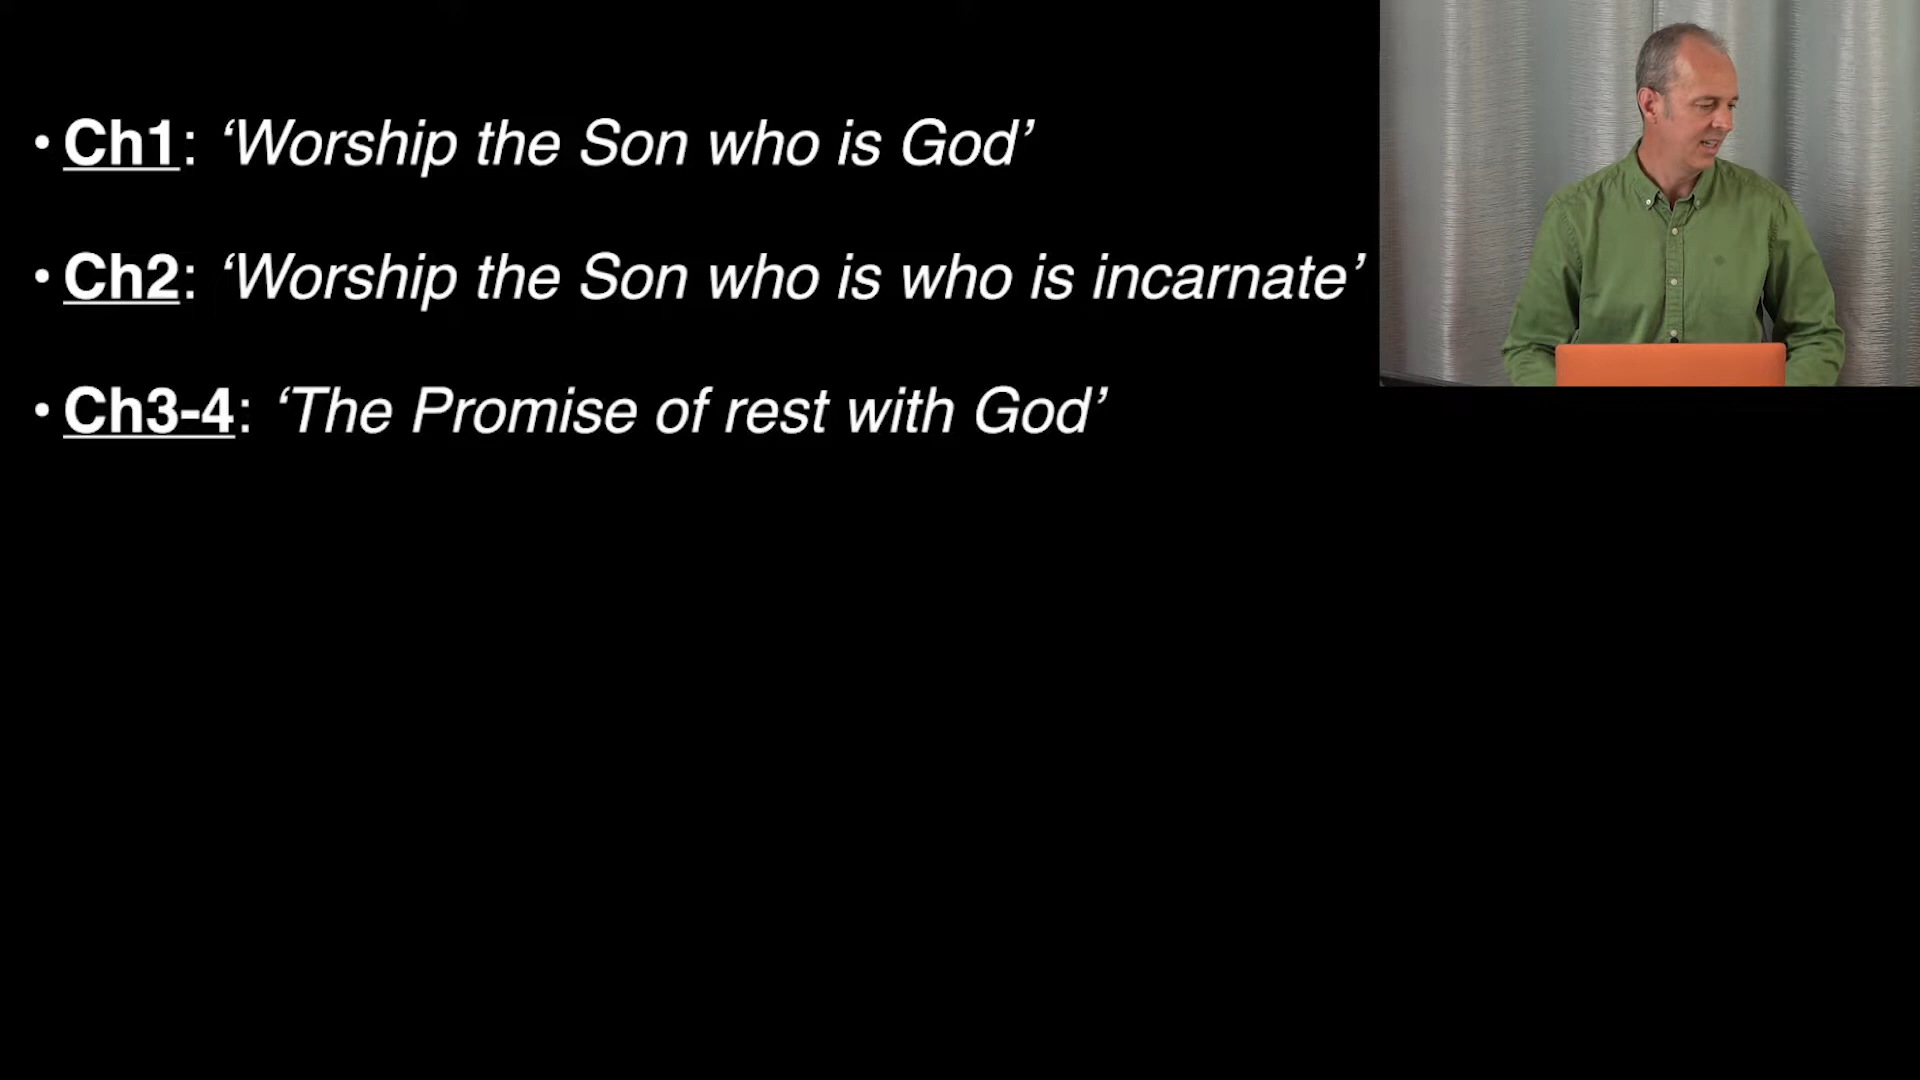 • Ch1: ‘Worship the Son who is God’
• Ch2: ‘Worship the Son who is who is incarnate’
• Ch3-4: ‘The Promise of rest with God’